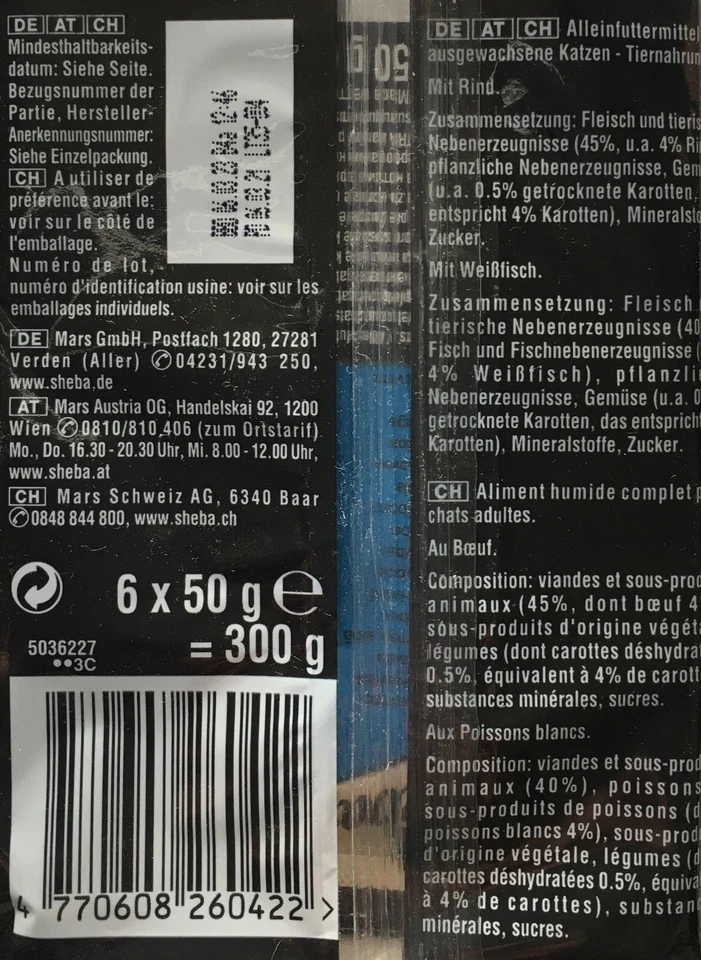 DE AT CH
Mindesthaltbarkeits-
datum: Siehe Seite.
Bezugsnummer der
Partie, Hersteller-
Anerkennungsnummer:
Siehe Einzelpackung.
CH A utiliser de
préférence avant le:
voir sur le côté de
l'emballage.
Numéro de lot,
numéro d'identification usine: voir sur les
emballages individuels.
DE Mars GmbH, Postfach 1280, 27281
Verden (Aller) 04231/943 250,
www.sheba.de
AT Mars Austria OG, Handelskai 92, 1200
Wien 0810/810 406 (zum Ortstarif)
Mo., Do. 16.30 - 20.30 Uhr, Mi. 8.00 - 12.00 Uhr,
www.sheba.at
CH Mars Schweiz AG, 6340 Baar
0848 844 800, www.sheba.ch
6 x 50 g e
= 300 g
5036227
••3C
4 770608 260422 >
50 g
DE AT CH Alleinfuttermittel
ausgewachsene Katzen - Tiernahrun
Mit Rind.
Zusammensetzung: Fleisch und tieris
Nebenerzeugnisse (45%, u.a. 4% Ri
pflanzliche Nebenerzeugnisse, Gem
(u.a. 0.5% getrocknete Karotten,
entspricht 4% Karotten), Mineralsto
Zucker.
Mit Weißfisch.
Zusammensetzung: Fleisch
tierische Nebenerzeugnisse (40
Fisch und Fischnebenerzeugnisse (
4% Weißfisch), pflanzli
Nebenerzeugnisse, Gemüse (u.a. 0
getrocknete Karotten, das entsprich
Karotten), Mineralstoffe, Zucker.
CH Aliment humide complet p
chats adultes.
Au Bœuf.
Composition: viandes et sous-prod
animaux (45%, dont bœuf 4
sous-produits d'origine végéta
légumes (dont carottes déshydrat
0.5%, équivalent à 4% de carott
substances minérales, sucres.
Aux Poissons blancs.
Composition: viandes et sous-prod
animaux (40%), poissons
sous-produits de poissons (d
poissons blancs 4%), sous-prod
d'origine végétale, légumes (d
carottes déshydratées 0.5%, équiva
à 4% de carottes), substanc
minérales, sucres.